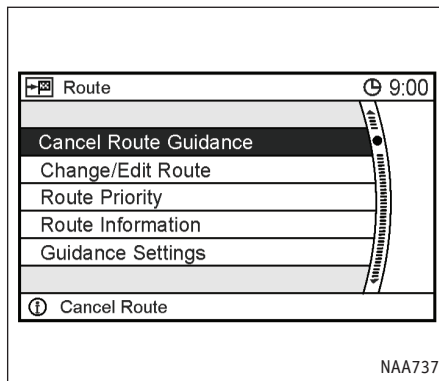 Route 9:00
Cancel Route Guidance
Change/Edit Route
Route Priority
Route Information
Guidance Settings
Cancel Route
NAA737